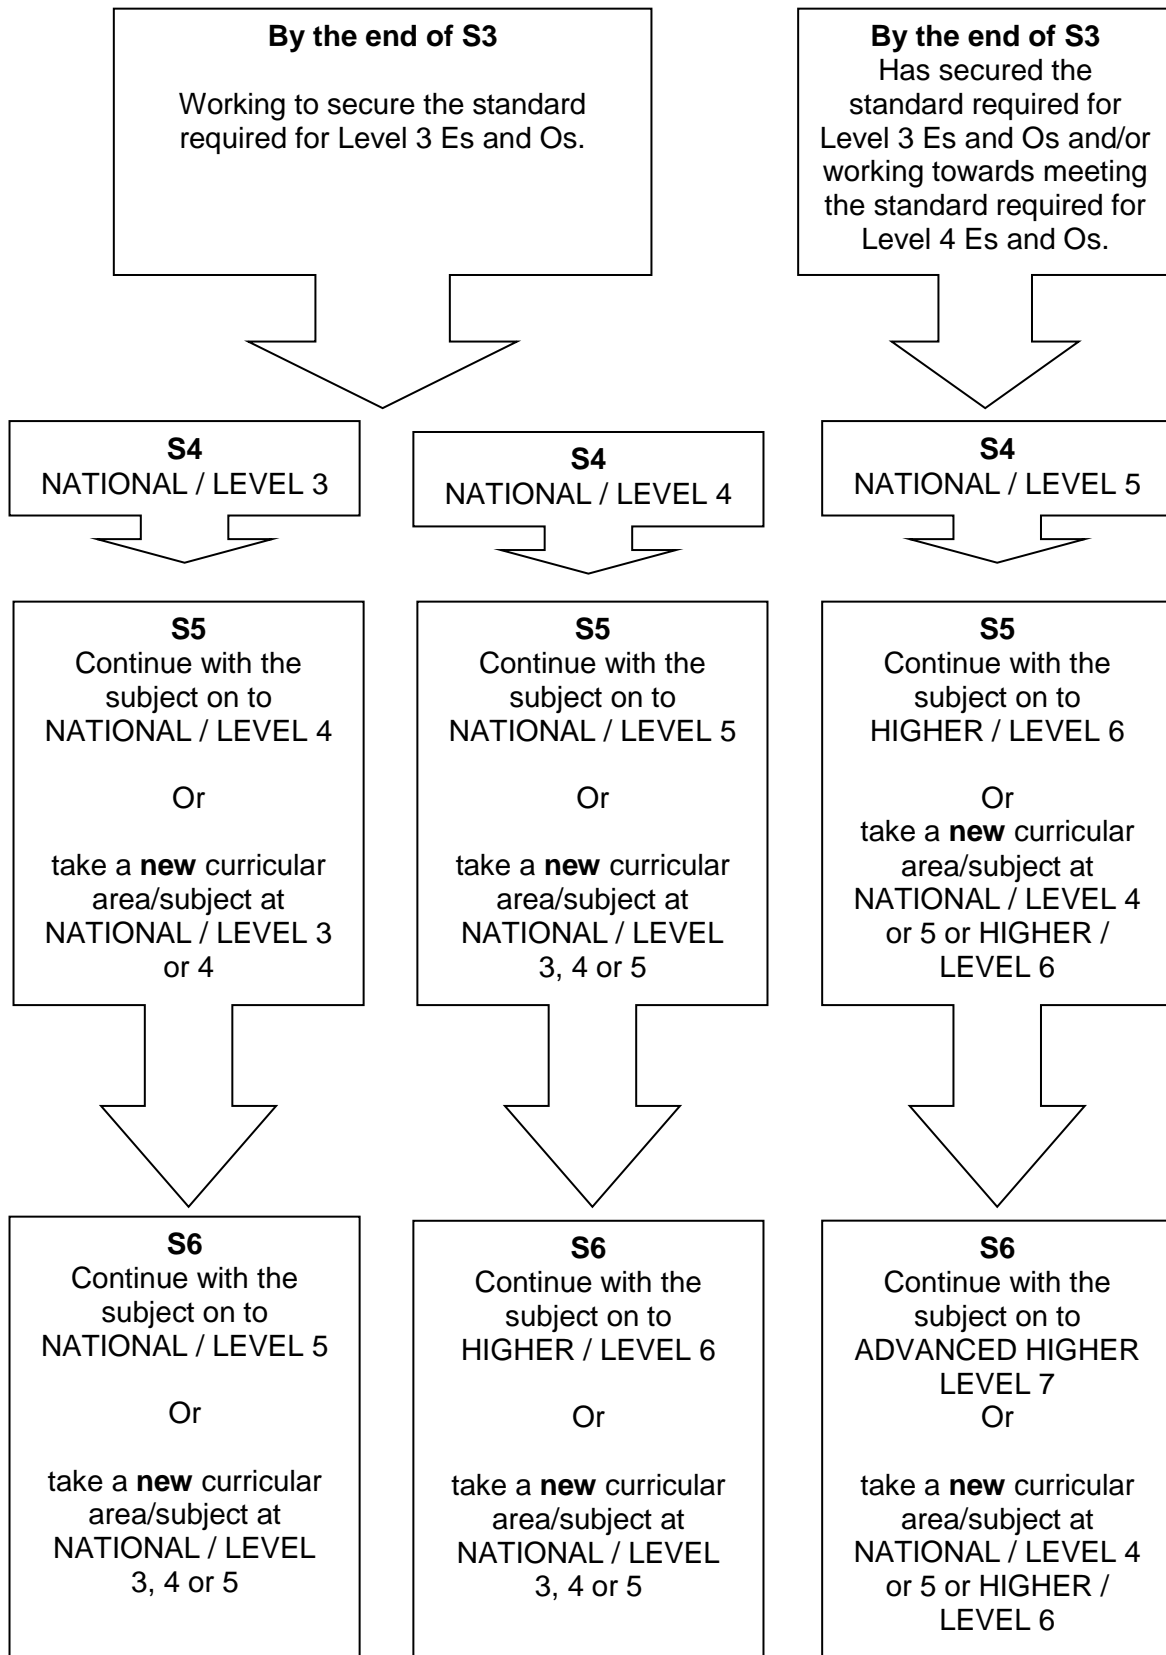 By the end of S3
Working to secure the standard
required for Level 3 Es and Os.
By the end of S3
Has secured the
standard required for
Level 3 Es and Os and/or
working towards meeting
the standard required for
Level 4 Es and Os.
S4
NATIONAL / LEVEL 3
S4
NATIONAL / LEVEL 4
S4
NATIONAL / LEVEL 5
S5
Continue with the
subject on to
NATIONAL / LEVEL 4
Or
take a new curricular
area/subject at
NATIONAL / LEVEL 3
or 4
S5
Continue with the
subject on to
NATIONAL / LEVEL 5
Or
take a new curricular
area/subject at
NATIONAL / LEVEL
3, 4 or 5
S5
Continue with the
subject on to
HIGHER / LEVEL 6
Or
take a new curricular
area/subject at
NATIONAL / LEVEL 4
or 5 or HIGHER /
LEVEL 6
S6
Continue with the
subject on to
NATIONAL / LEVEL 5
Or
take a new curricular
area/subject at
NATIONAL / LEVEL
3, 4 or 5
S6
Continue with the
subject on to
HIGHER / LEVEL 6
Or
take a new curricular
area/subject at
NATIONAL / LEVEL
3, 4 or 5
S6
Continue with the
subject on to
ADVANCED HIGHER
LEVEL 7
Or
take a new curricular
area/subject at
NATIONAL / LEVEL 4
or 5 or HIGHER /
LEVEL 6